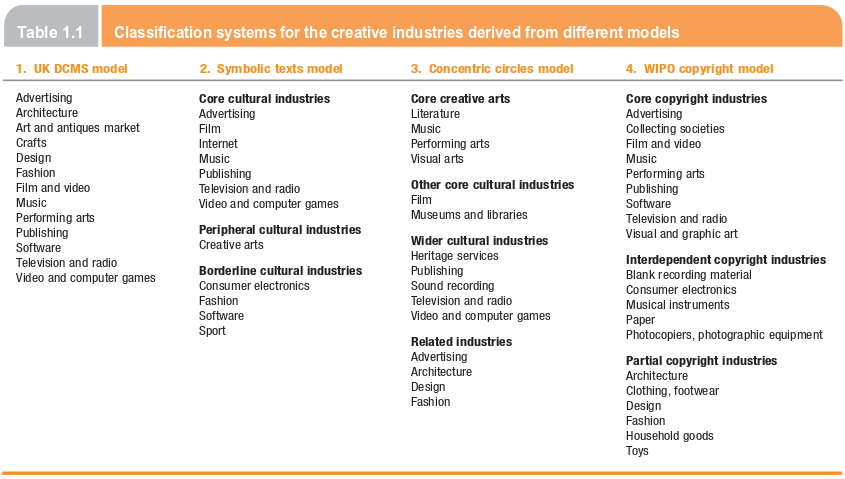 Table 1.1
Classification systems for the creative industries derived from different models
1. UK DCMS model
Advertising
Architecture
Art and antiques market
Crafts
Design
Fashion
Film and video
Music
Performing arts
Publishing
Software
Television and radio
Video and computer games
2. Symbolic texts model
Core cultural industries
Advertising
Film
Internet
Music
Publishing
Television and radio
Video and computer games
Peripheral cultural industries
Creative arts
Borderline cultural industries
Consumer electronics
Fashion
Software
Sport
3. Concentric circles model
Core creative arts
Literature
Music
Performing arts
Visual arts
Other core cultural industries
Film
Museums and libraries
Wider cultural industries
Heritage services
Publishing
Sound recording
Television and radio
Video and computer games
Related industries
Advertising
Architecture
Design
Fashion
4. WIPO copyright model
Core copyright industries
Advertising
Collecting societies
Film and video
Music
Performing arts
Publishing
Software
Television and radio
Visual and graphic art
Interdependent copyright industries
Blank recording material
Consumer electronics
Musical instruments
Paper
Photocopiers, photographic equipment
Partial copyright industries
Architecture
Clothing, footwear
Design
Fashion
Household goods
Toys